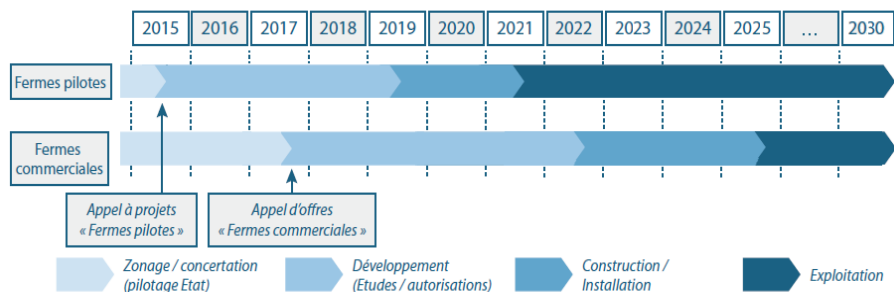 2015 2016 2017 2018 2019 2020 2021 2022 2023 2024 2025 ... 2030
Fermes pilotes
Fermes
commerciales
Appel à projets
« Fermes pilotes »
Appel d'offres
« Fermes commerciales »
Zonage / concertation
(pilotage Etat)
Développement
(Etudes / autorisations)
Construction /
Installation
Exploitation